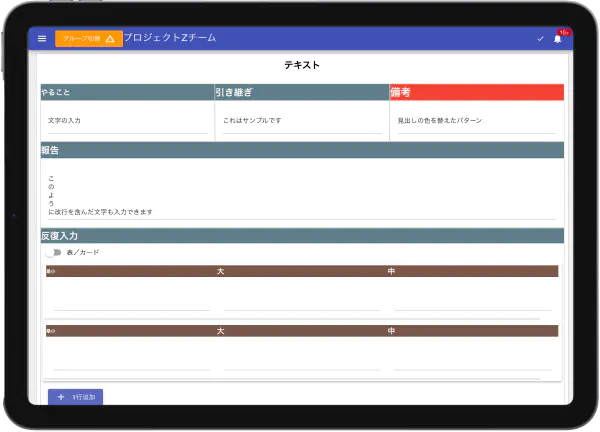 グループ切替
プロジェクトZチーム
10+
テキスト
やること
引き継ぎ
備考
文字の入力
これはサンプルです
見出しの色を替えたパターン
報告
こ
の
よ
う
に改行を含んだ文字も入力できます
反復入力
表／カード
最小
大
中
最小
大
中
1行追加